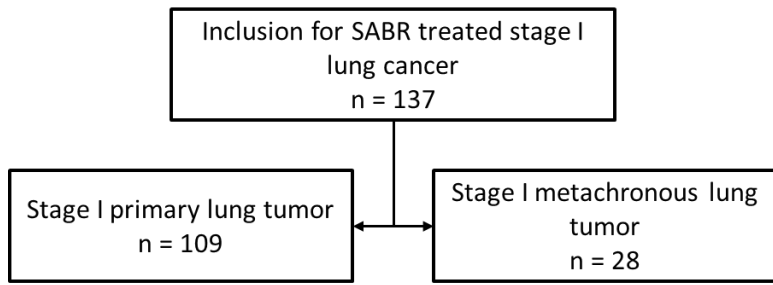 Inclusion for SABR treated stage I
lung cancer
n = 137
Stage I primary lung tumor
n = 109
Stage I metachronous lung
tumor
n = 28